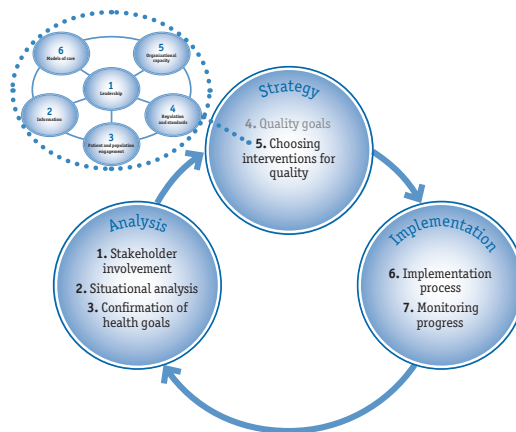 6
Models of care
5
Organizational
capacity
1
Leadership
2
Information
4
Regulation
and standards
3
Patient and population
engagement
Strategy
4. Quality goals
5. Choosing
interventions for
quality
Analysis
1. Stakeholder
involvement
2. Situational analysis
3. Confirmation of
health goals
Implementation
6. Implementation
process
7. Monitoring
progress